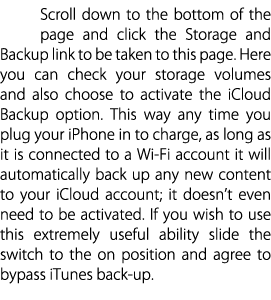 Scroll down to the bottom of the
page and click the Storage and
Backup link to be taken to this page. Here
you can check your storage volumes
and also choose to activate the iCloud
Backup option. This way any time you
plug your iPhone in to charge, as long as
it is connected to a Wi-Fi account it will
automatically back up any new content
to your iCloud account; it doesn’t even
need to be activated. If you wish to use
this extremely useful ability slide the
switch to the on position and agree to
bypass iTunes back-up.